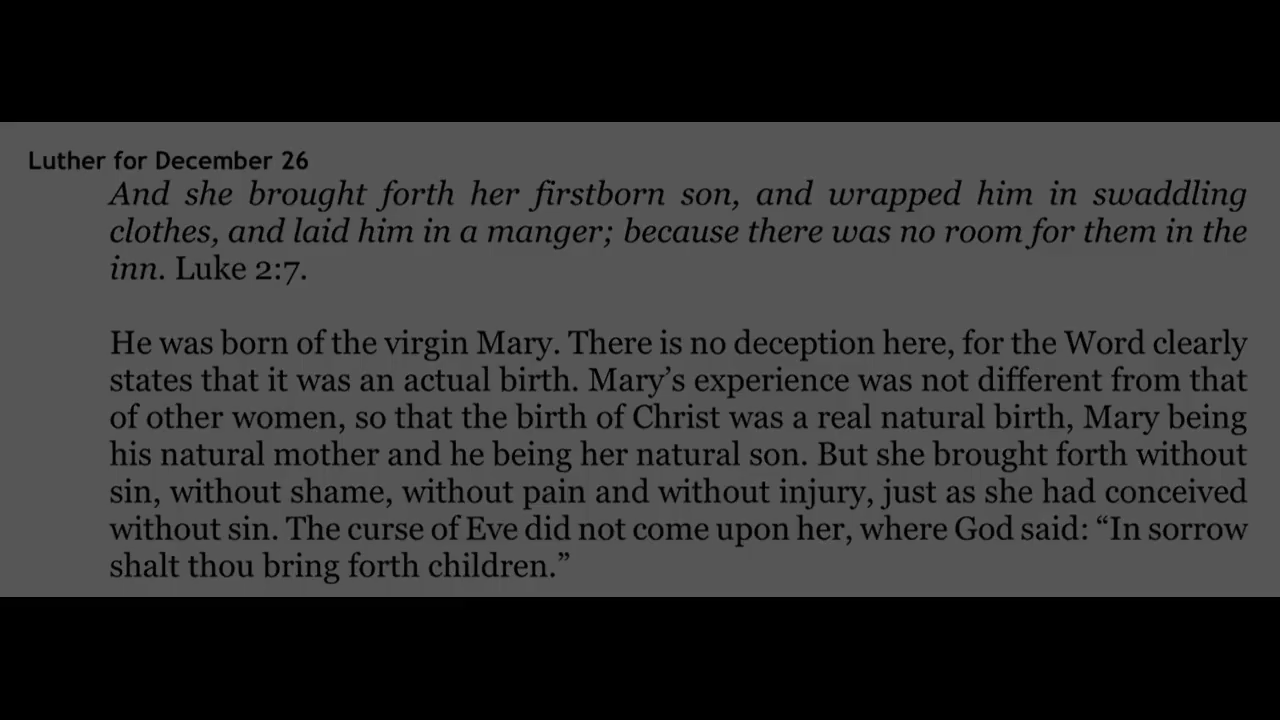 Luther for December 26
And she brought forth her firstborn son, and wrapped him in swaddling
clothes, and laid him in a manger; because there was no room for them in the
inn. Luke 2:7.
He was born of the virgin Mary. There is no deception here, for the Word clearly
states that it was an actual birth. Mary’s experience was not different from that
of other women, so that the birth of Christ was a real natural birth, Mary being
his natural mother and he being her natural son. But she brought forth without
sin, without shame, without pain and without injury, just as she had conceived
without sin. The curse of Eve did not come upon her, where God said: “In sorrow
shalt thou bring forth children.”